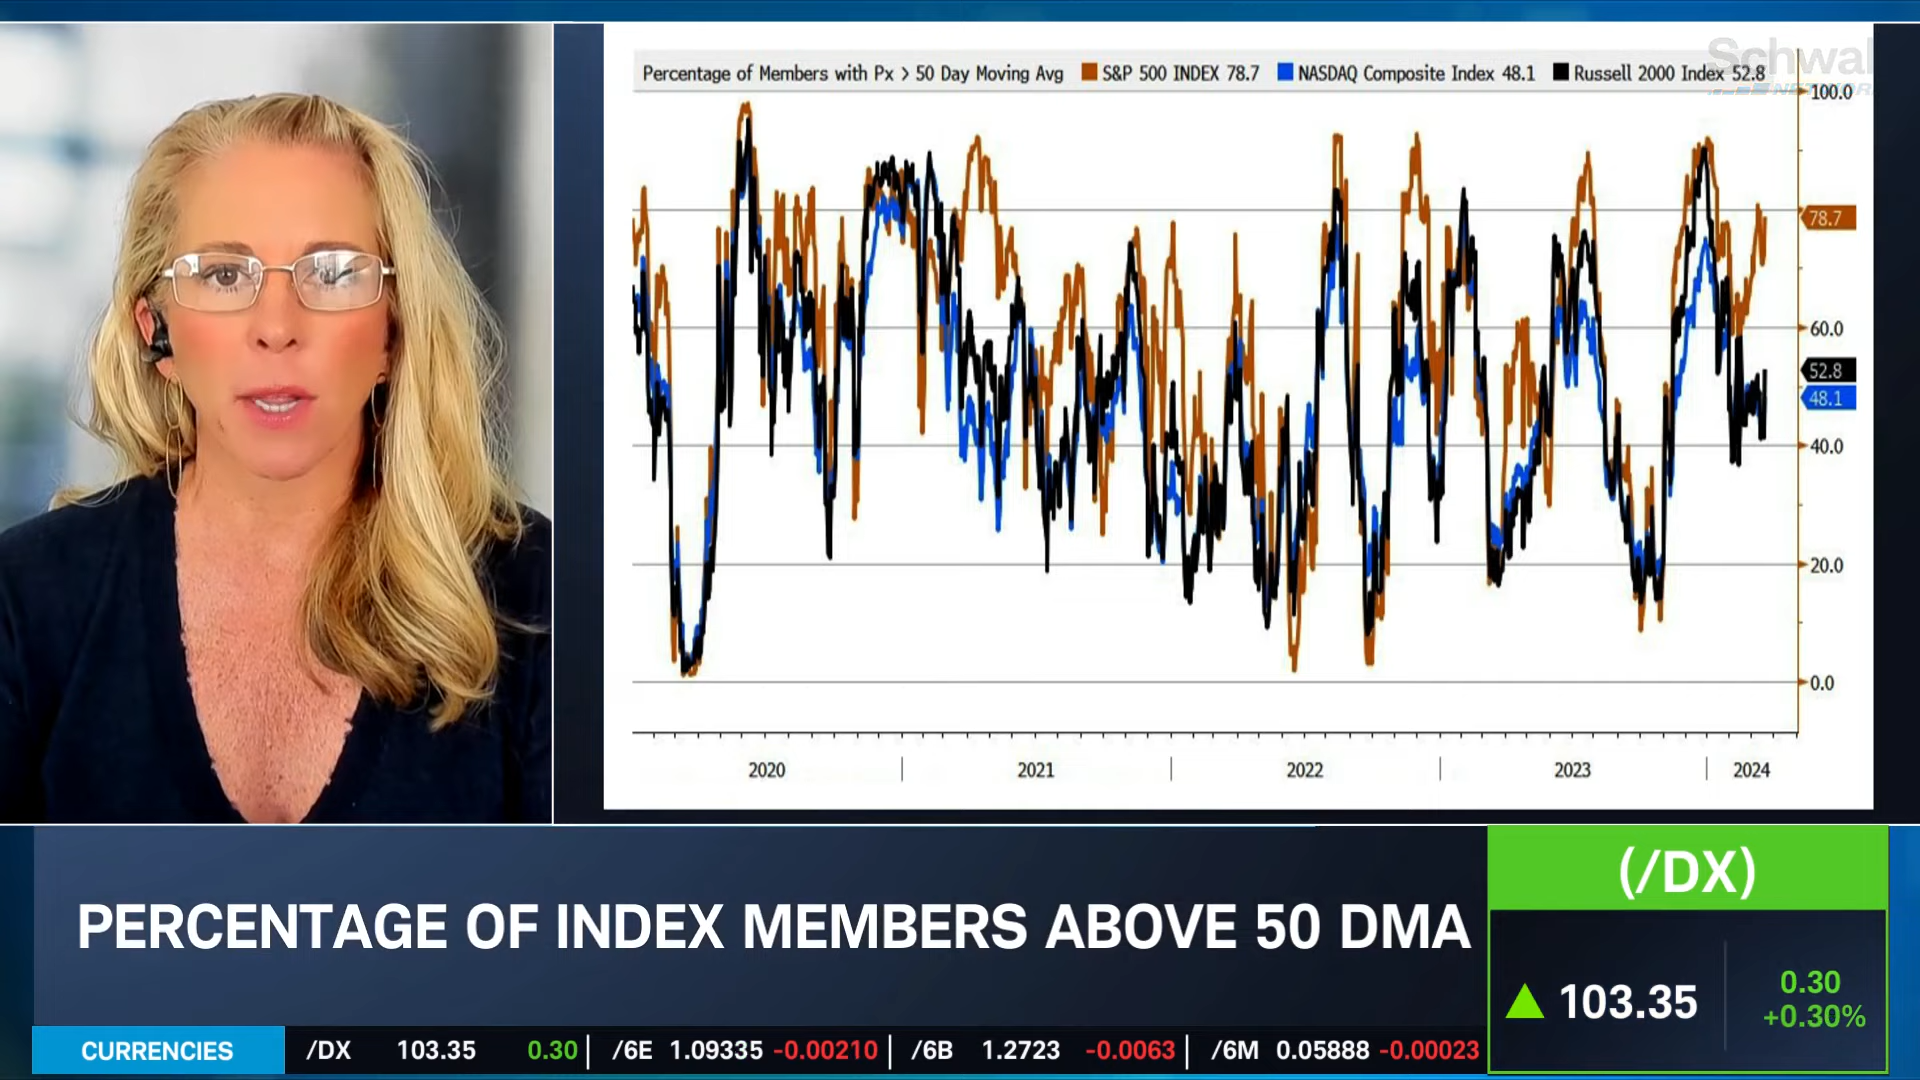 Schwal
NETWOR
Percentage of Members with Px > 50 Day Moving Avg S&P 500 INDEX 78.7 NASDAQ Composite Index 48.1 Russell 2000 Index 52.8
100.0
78.7
60.0
52.8
48.1
40.0
20.0
0.0
2020 2021 2022 2023 2024
PERCENTAGE OF INDEX MEMBERS ABOVE 50 DMA
(/DX)
103.35
0.30
+0.30%
CURRENCIES /DX 103.35 0.30 /6E 1.09335 -0.00210 /6B 1.2723 -0.0063 /6M 0.05888 -0.00023